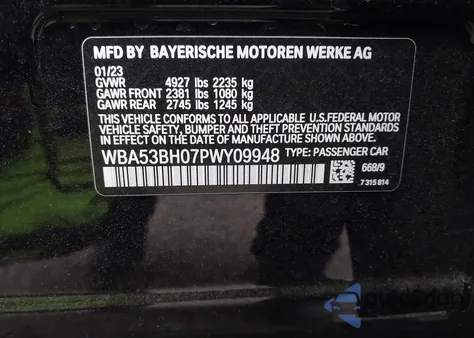 MFD BY BAYERISCHE MOTOREN WERKE AG
01/23
GVWR 4927 lbs 2235 kg
GAWR FRONT 2381 lbs 1080 kg
GAWR REAR 2745 lbs 1245 kg
THIS VEHICLE CONFORMS TO ALL APPLICABLE U.S.FEDERAL MOTOR
VEHICLE SAFETY, BUMPER, AND THEFT PREVENTION STANDARDS
IN EFFECT ON THE DATE OF MANUFACTURE SHOWN ABOVE.
WBA53BH07PWY09948 TYPE: PASSENGER CAR
668/9
7 315 814